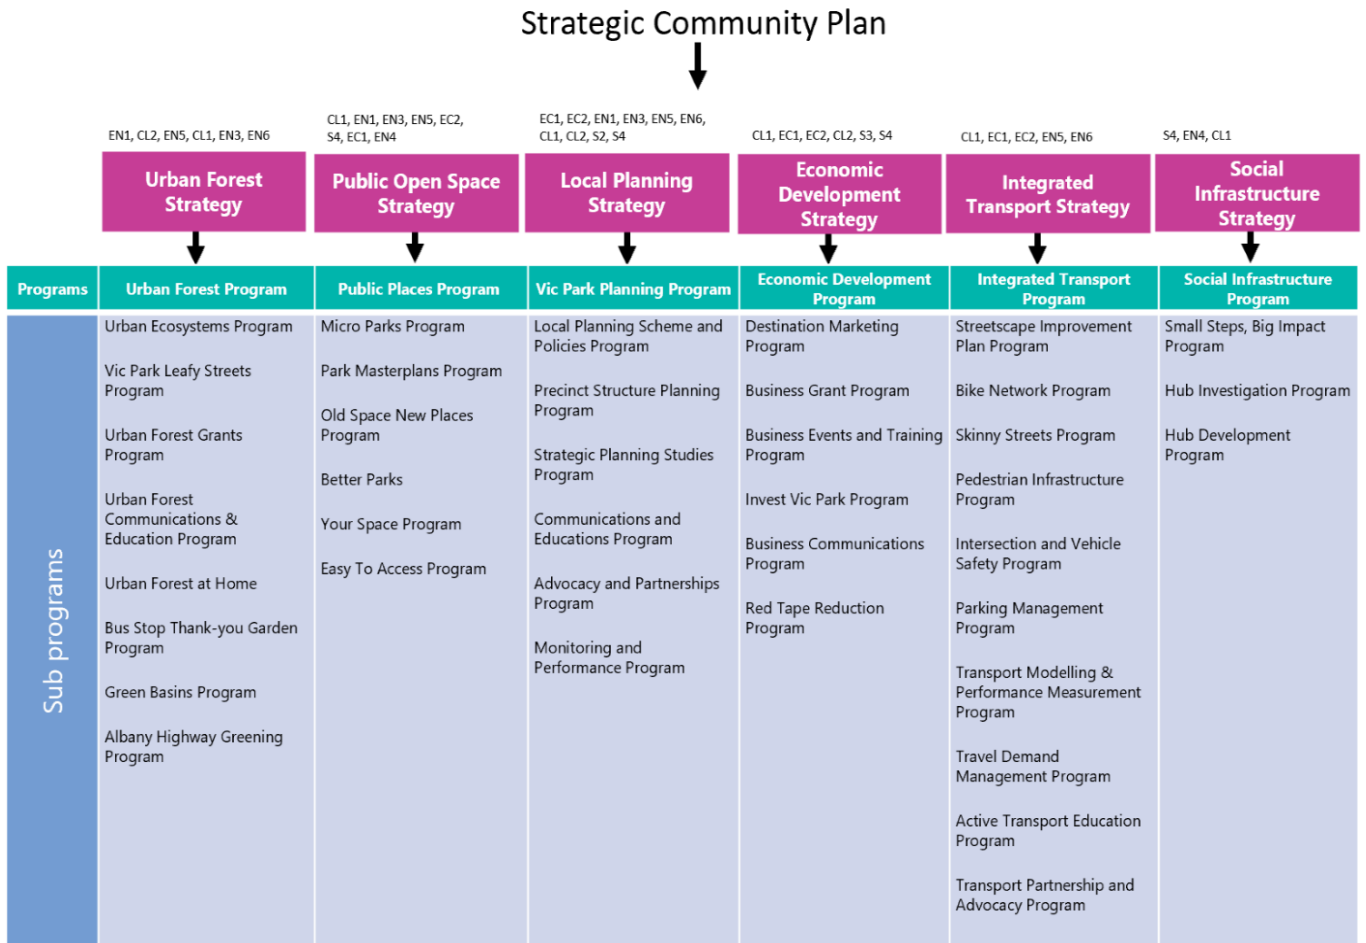 Strategic Community Plan
EN1, CL2, EN5, CL1, EN3, EN6
CL1, EN1, EN3, EN5, EC2,
S4, EC1, EN4
EC1, EC2, EN1, EN3, EN5, EN6,
CL1, CL2, S2, S4
CL1, EC1, EC2, CL2, S3, S4
CL1, EC1, EC2, EN5, EN6
S4, EN4, CL1
Urban Forest
Strategy
Public Open Space
Strategy
Local Planning
Strategy
Economic
Development
Strategy
Integrated
Transport Strategy
Social
Infrastructure
Strategy
Programs
Urban Forest Program
Public Places Program
Vic Park Planning Program
Economic Development
Program
Integrated Transport
Program
Social Infrastructure
Program
Sub programs
Urban Ecosystems Program
Vic Park Leafy Streets
Program
Urban Forest Grants
Program
Urban Forest
Communications &
Education Program
Urban Forest at Home
Bus Stop Thank-you Garden
Program
Green Basins Program
Albany Highway Greening
Program
Micro Parks Program
Park Masterplans Program
Old Space New Places
Program
Better Parks
Your Space Program
Easy To Access Program
Local Planning Scheme and
Policies Program
Precinct Structure Planning
Program
Strategic Planning Studies
Program
Communications and
Educations Program
Advocacy and Partnerships
Program
Monitoring and
Performance Program
Destination Marketing
Program
Business Grant Program
Business Events and Training
Program
Invest Vic Park Program
Business Communications
Program
Red Tape Reduction
Program
Streetscape Improvement
Plan Program
Bike Network Program
Skinny Streets Program
Pedestrian Infrastructure
Program
Intersection and Vehicle
Safety Program
Parking Management
Program
Transport Modelling &
Performance Measurement
Program
Travel Demand
Management Program
Active Transport Education
Program
Transport Partnership and
Advocacy Program
Small Steps, Big Impact
Program
Hub Investigation Program
Hub Development
Program